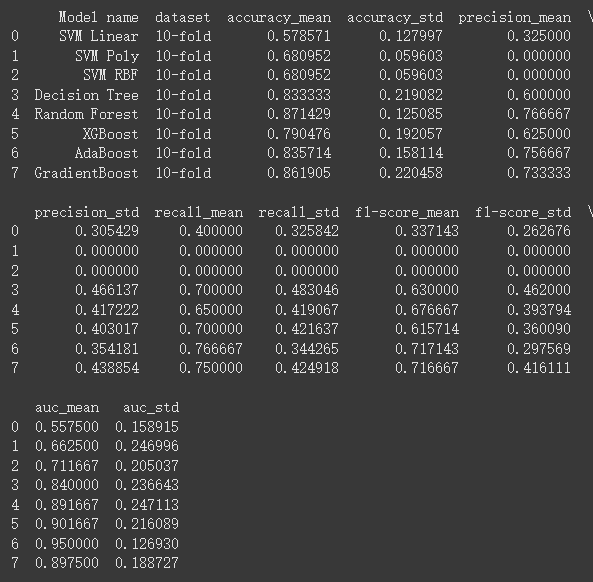 Model name dataset accuracy_mean accuracy_std precision_mean \
0 SVM Linear 10-fold 0.578571 0.127997 0.325000
1 SVM Poly 10-fold 0.680952 0.059603 0.000000
2 SVM RBF 10-fold 0.680952 0.059603 0.000000
3 Decision Tree 10-fold 0.833333 0.219082 0.600000
4 Random Forest 10-fold 0.871429 0.125085 0.766667
5 XGBoost 10-fold 0.790476 0.192057 0.625000
6 AdaBoost 10-fold 0.835714 0.158114 0.756667
7 GradientBoost 10-fold 0.861905 0.220458 0.733333
precision_std recall_mean recall_std f1-score_mean f1-score_std \
0 0.305429 0.400000 0.325842 0.337143 0.262676
1 0.000000 0.000000 0.000000 0.000000 0.000000
2 0.000000 0.000000 0.000000 0.000000 0.000000
3 0.466137 0.700000 0.483046 0.630000 0.462000
4 0.417222 0.650000 0.419067 0.676667 0.393794
5 0.403017 0.700000 0.421637 0.615714 0.360090
6 0.354181 0.766667 0.344265 0.717143 0.297569
7 0.438854 0.750000 0.424918 0.716667 0.416111
auc_mean auc_std
0 0.557500 0.158915
1 0.662500 0.246996
2 0.711667 0.205037
3 0.840000 0.236643
4 0.891667 0.247113
5 0.901667 0.216089
6 0.950000 0.126930
7 0.897500 0.188727